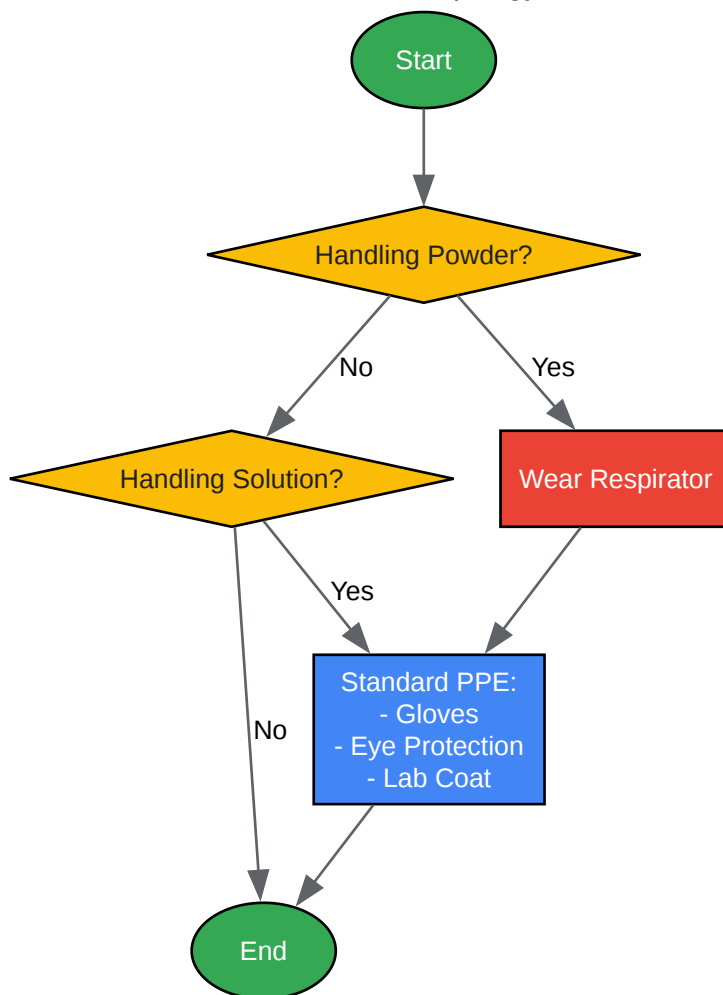 Start
Handling Powder?
No
Yes
Handling Solution?
Wear Respirator
Yes
Standard PPE:
- Gloves
- Eye Protection
- Lab Coat
No
End